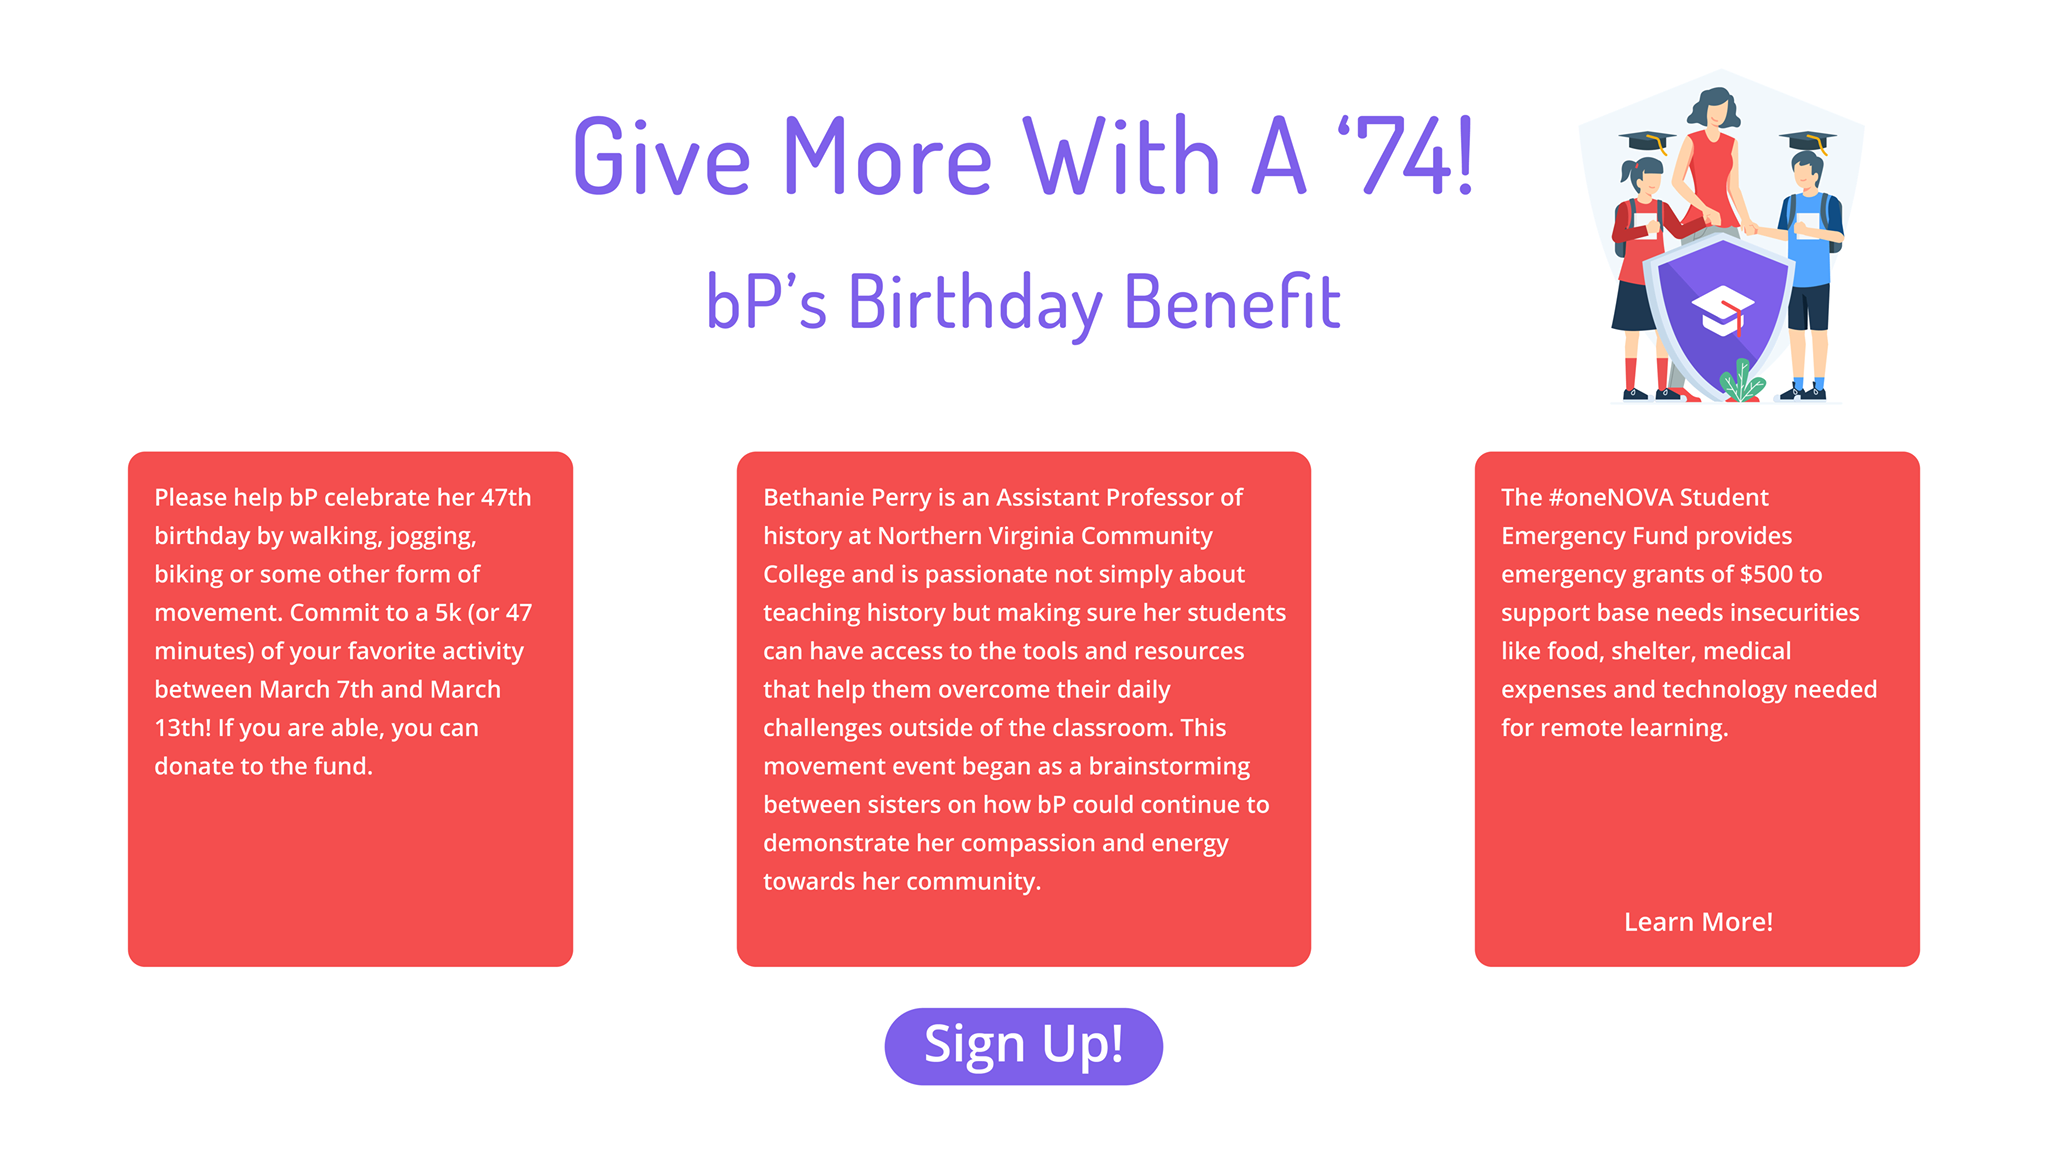 Give More With A ‘74!
bP’s Birthday Benefit
Please help bP celebrate her 47th
birthday by walking, jogging,
biking or some other form of
movement. Commit to a 5k (or 47
minutes) of your favorite activity
between March 7th and March
13th! If you are able, you can
donate to the fund.
Bethanie Perry is an Assistant Professor of
history at Northern Virginia Community
College and is passionate not simply about
teaching history but making sure her students
can have access to the tools and resources
that help them overcome their daily
challenges outside of the classroom. This
movement event began as a brainstorming
between sisters on how bP could continue to
demonstrate her compassion and energy
towards her community.
The #oneNOVA Student
Emergency Fund provides
emergency grants of $500 to
support base needs insecurities
like food, shelter, medical
expenses and technology needed
for remote learning.
Learn More!
Sign Up!